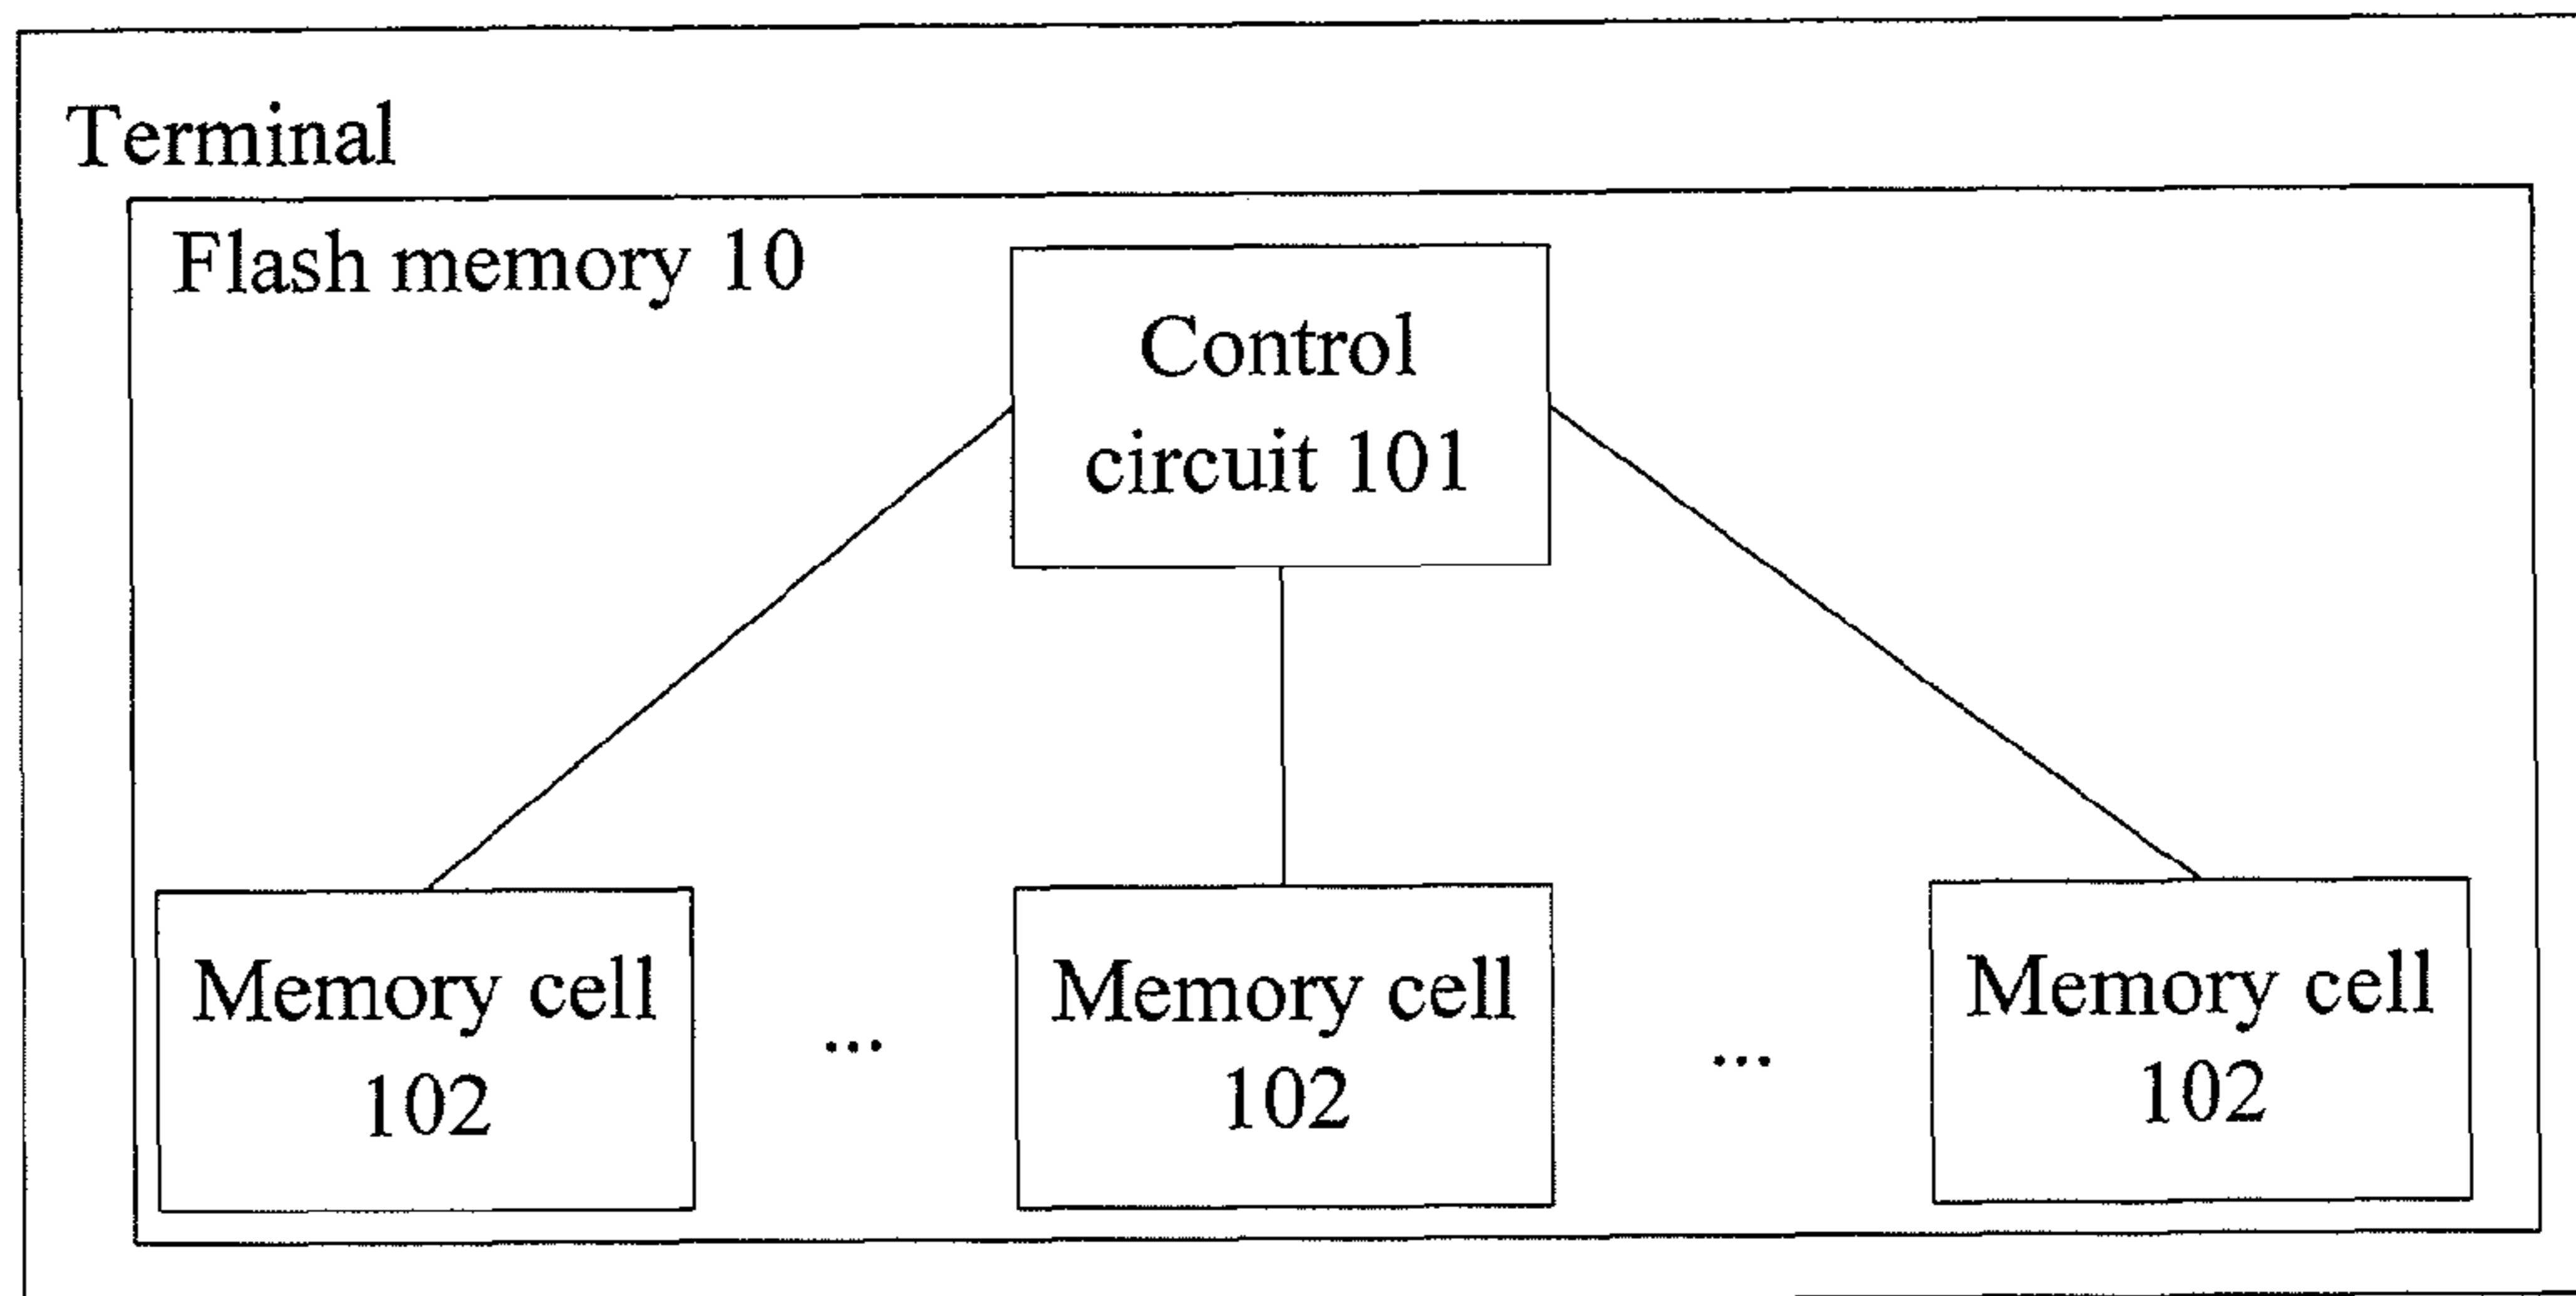 Terminal
Flash memory 10
Control
circuit 101
Memory cell
102
...
Memory cell
102
...
Memory cell
102